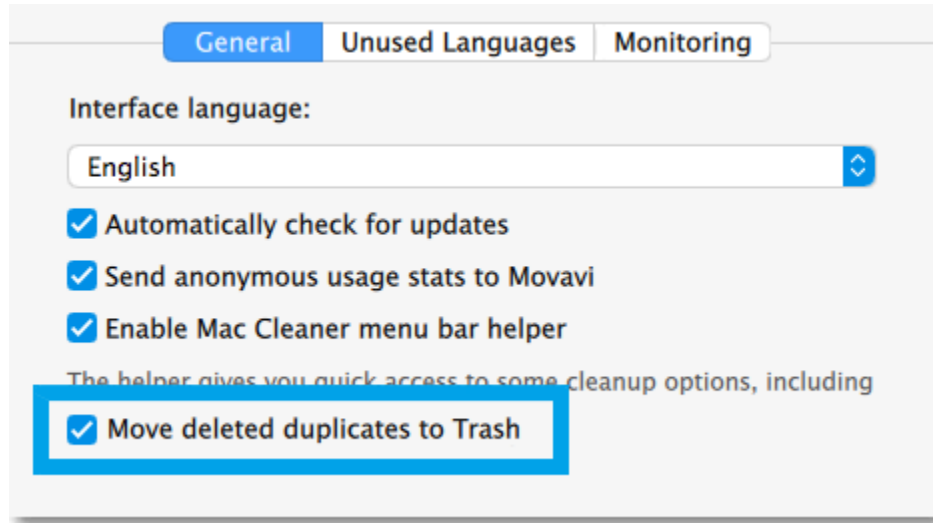 General Unused Languages Monitoring
Interface language:
English
Automatically check for updates
Send anonymous usage stats to Movavi
Enable Mac Cleaner menu bar helper
The helper gives you quick access to some cleanup options, including
Move deleted duplicates to Trash